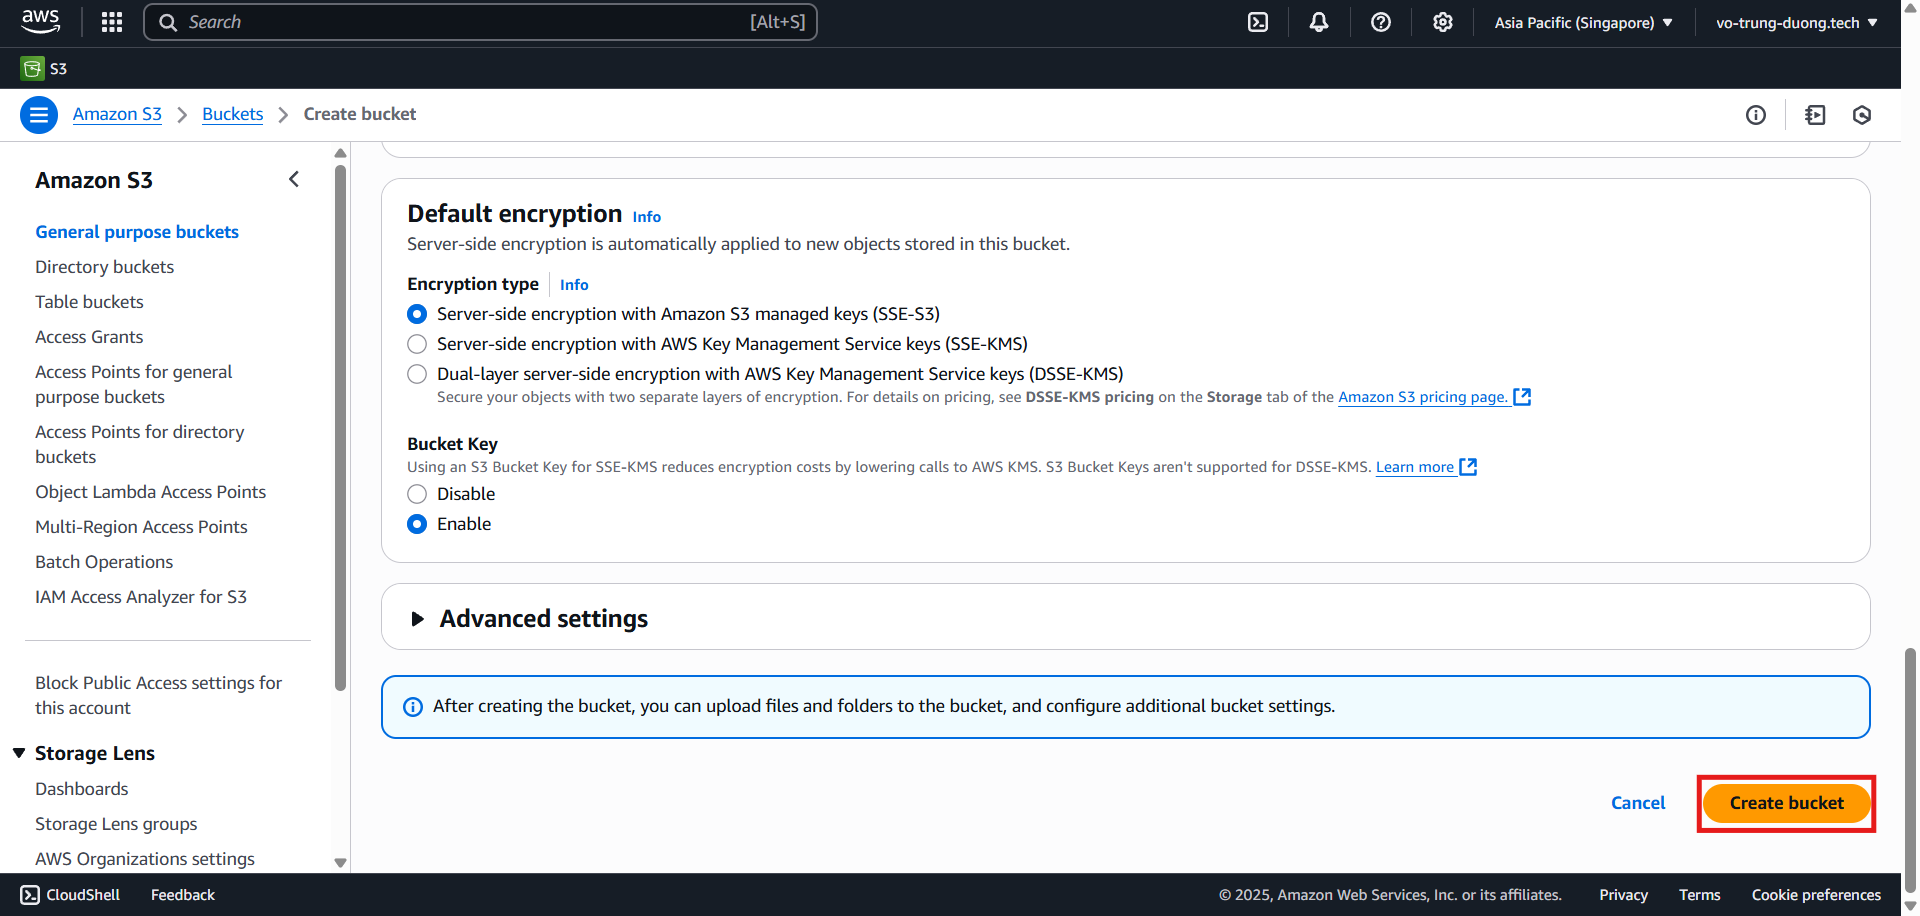 aws
Search
[Alt+S]
Asia Pacific (Singapore)
vo-trung-duong.tech
S3
Amazon S3
Buckets
Create bucket
Amazon S3
General purpose buckets
Directory buckets
Table buckets
Access Grants
Access Points for general
purpose buckets
Access Points for directory
buckets
Object Lambda Access Points
Multi-Region Access Points
Batch Operations
IAM Access Analyzer for S3
Block Public Access settings for
this account
Storage Lens
Dashboards
Storage Lens groups
AWS Organizations settings
Default encryption Info
Server-side encryption is automatically applied to new objects stored in this bucket.
Encryption type Info
Server-side encryption with Amazon S3 managed keys (SSE-S3)
Server-side encryption with AWS Key Management Service keys (SSE-KMS)
Dual-layer server-side encryption with AWS Key Management Service keys (DSSE-KMS)
Secure your objects with two separate layers of encryption. For details on pricing, see DSSE-KMS pricing on the Storage tab of the Amazon S3 pricing page.
Bucket Key
Using an S3 Bucket Key for SSE-KMS reduces encryption costs by lowering calls to AWS KMS. S3 Bucket Keys aren't supported for DSSE-KMS. Learn more
Disable
Enable
Advanced settings
After creating the bucket, you can upload files and folders to the bucket, and configure additional bucket settings.
Cancel
Create bucket
CloudShell
Feedback
© 2025, Amazon Web Services, Inc. or its affiliates.
Privacy
Terms
Cookie preferences